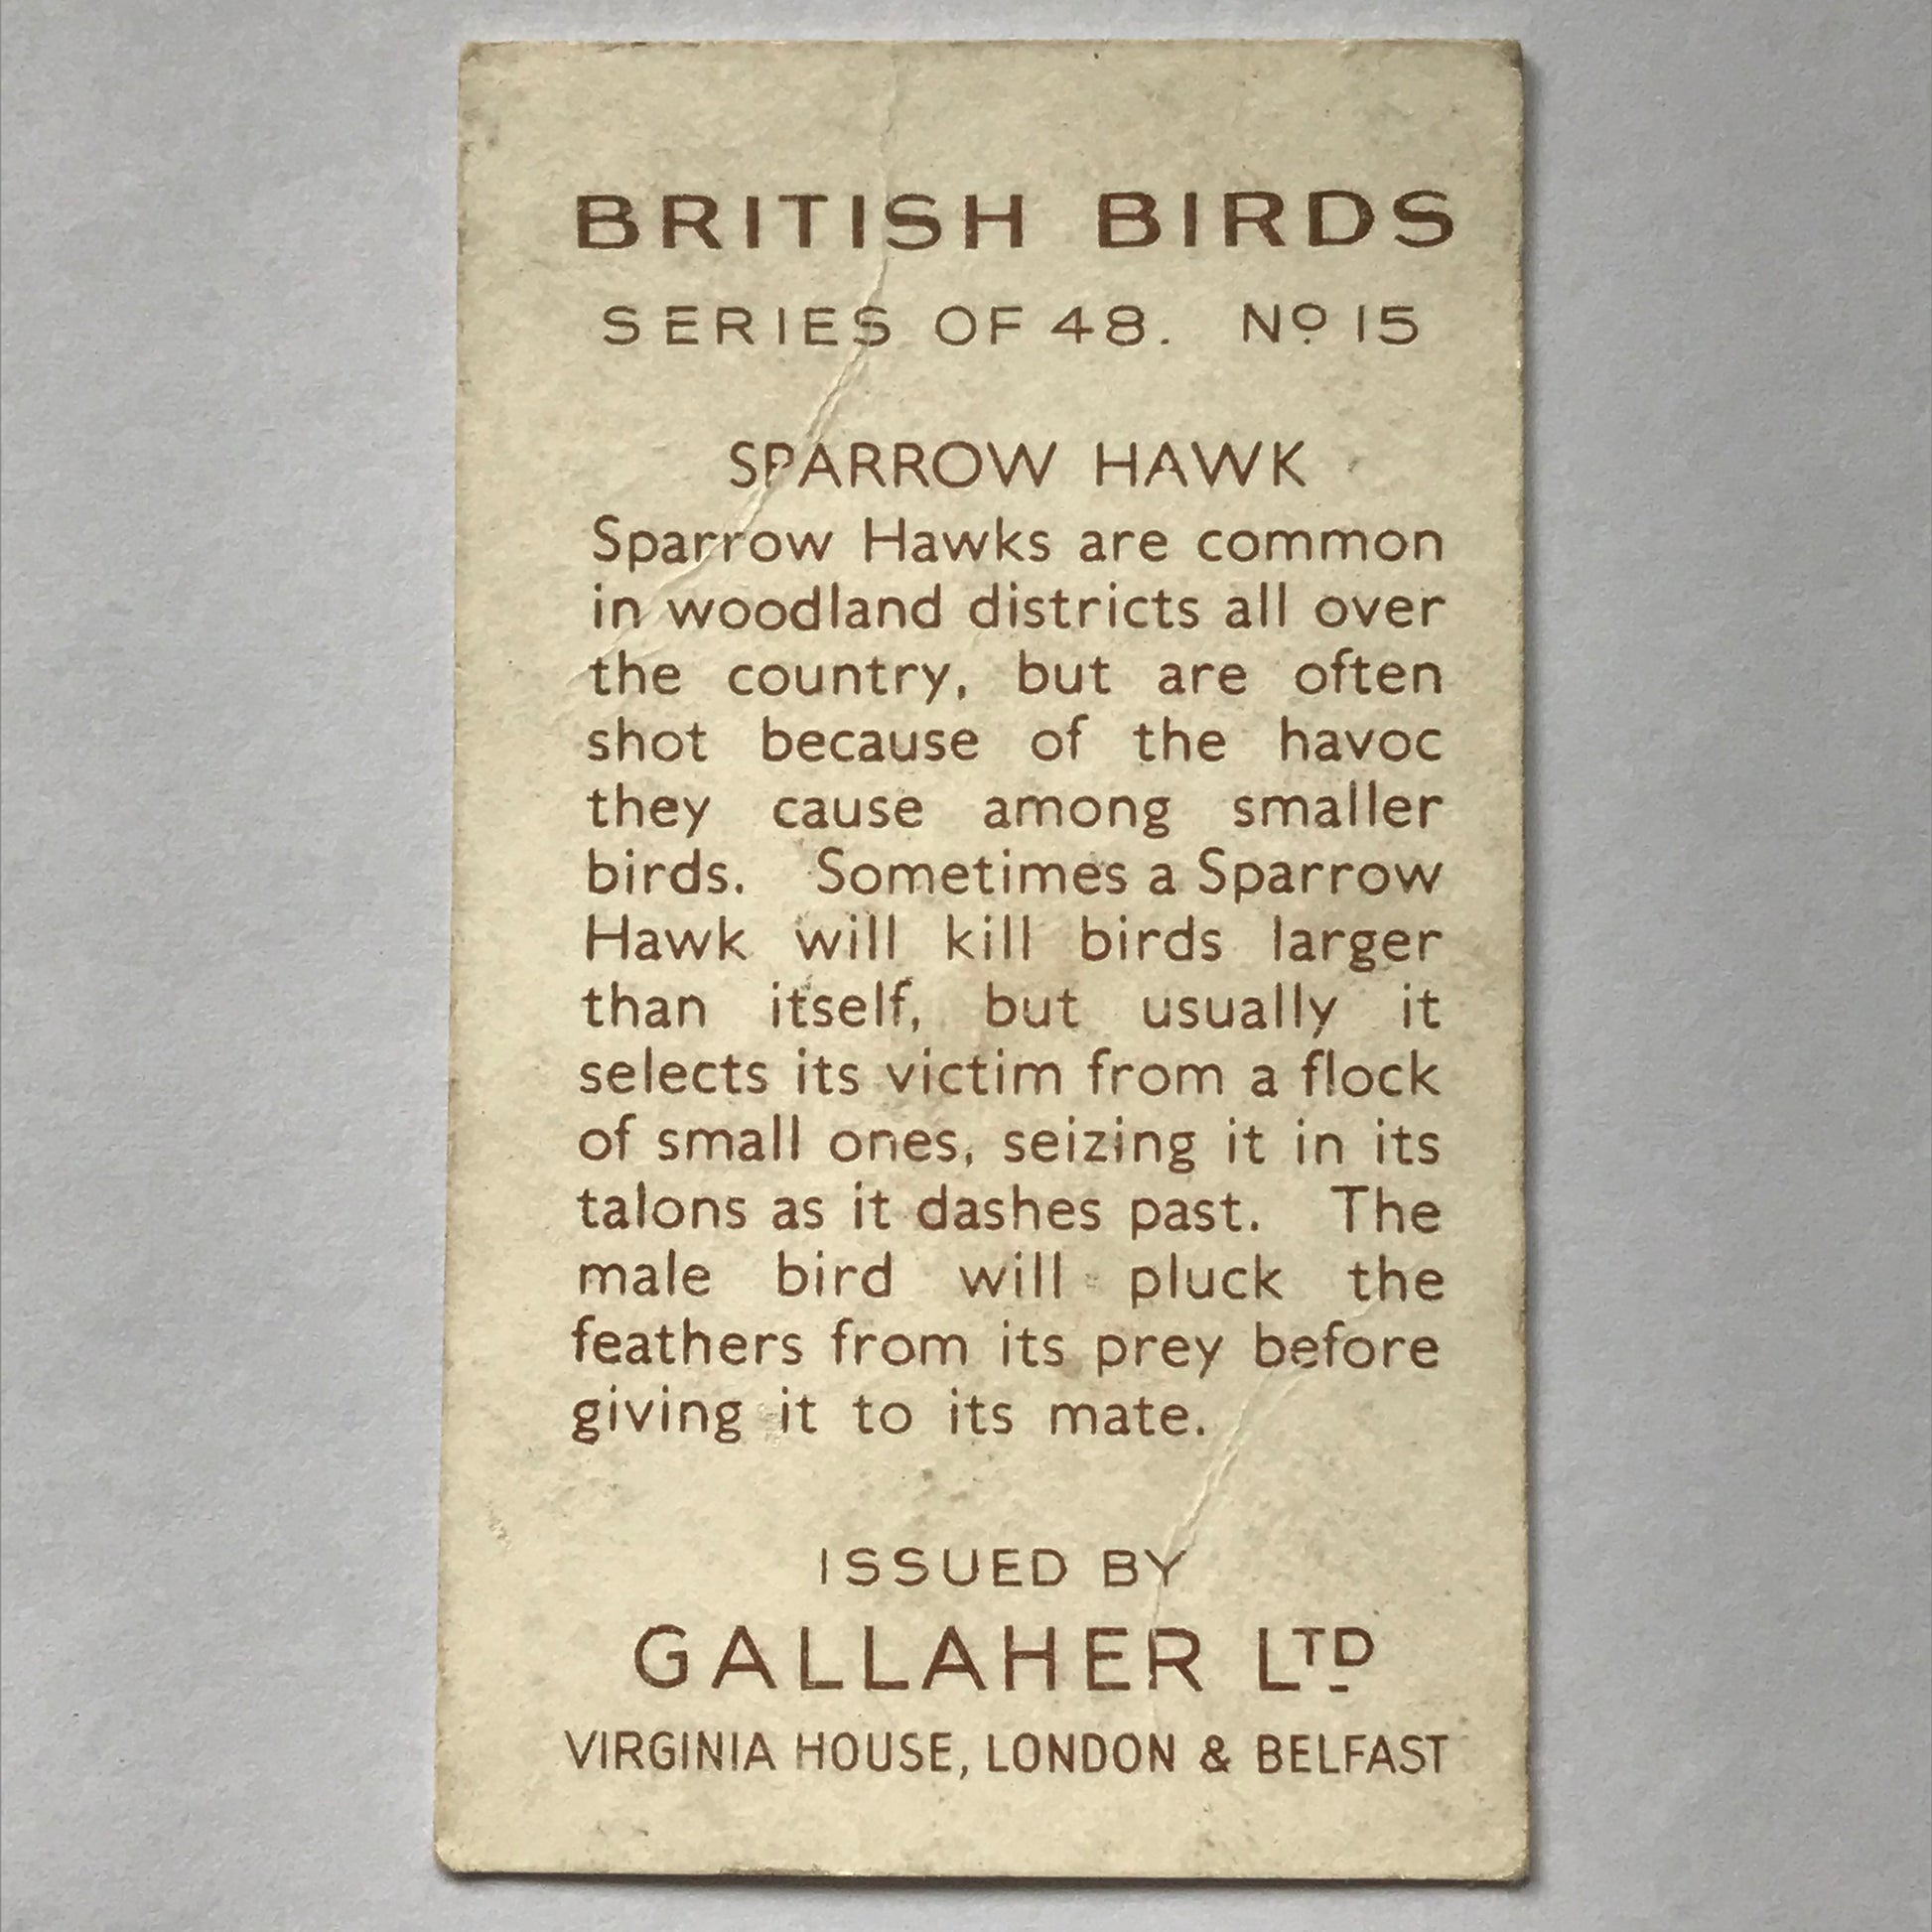 BRITISH BIRDS
SERIES OF 48. Nº 15
SPARROW HAWK
Sparrow Hawks are common
in woodland districts all over
the country, but are often
shot because of the havoc
they cause among smaller
birds. Sometimes a Sparrow
Hawk will kill birds larger
than itself, but usually it
selects its victim from a flock
of small ones, seizing it in its
talons as it dashes past. The
male bird will pluck the
feathers from its prey before
giving it to its mate.
ISSUED BY
GALLAHER LTD
VIRGINIA HOUSE, LONDON & BELFAST